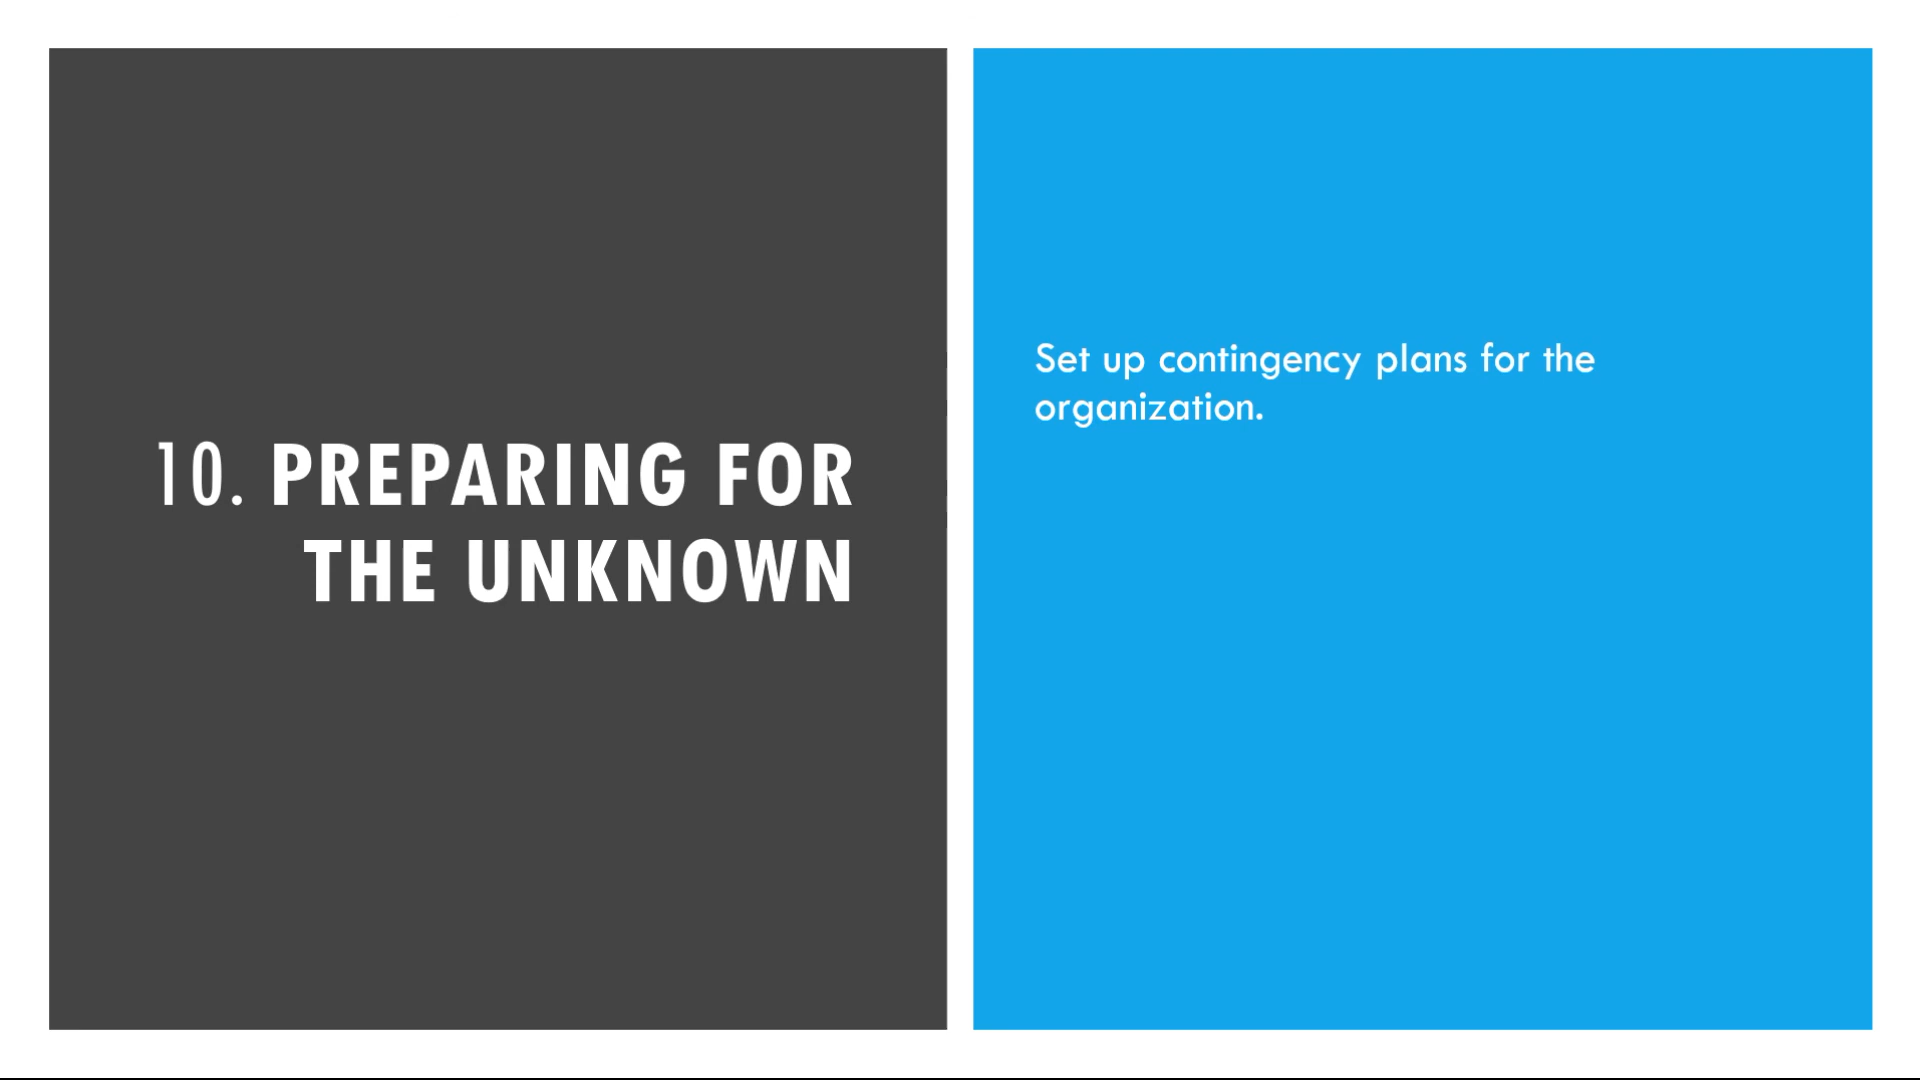 10. PREPARING FOR
THE UNKNOWN
Set up contingency plans for the
organization.